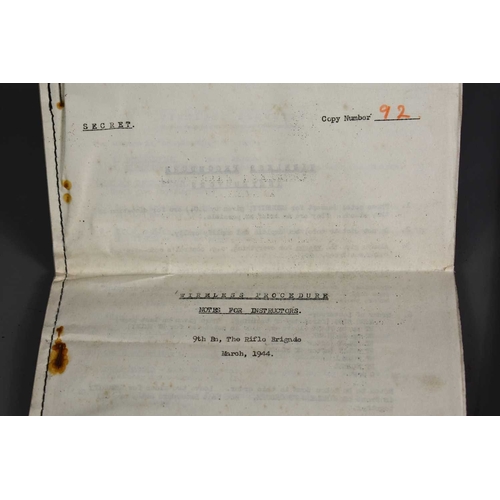 SECRET.
Copy Number 92
WIRELESS PROCEDURE
NOTES FOR INSTRUCTORS.
9th Bn, The Rifle Brigade
March, 1944.